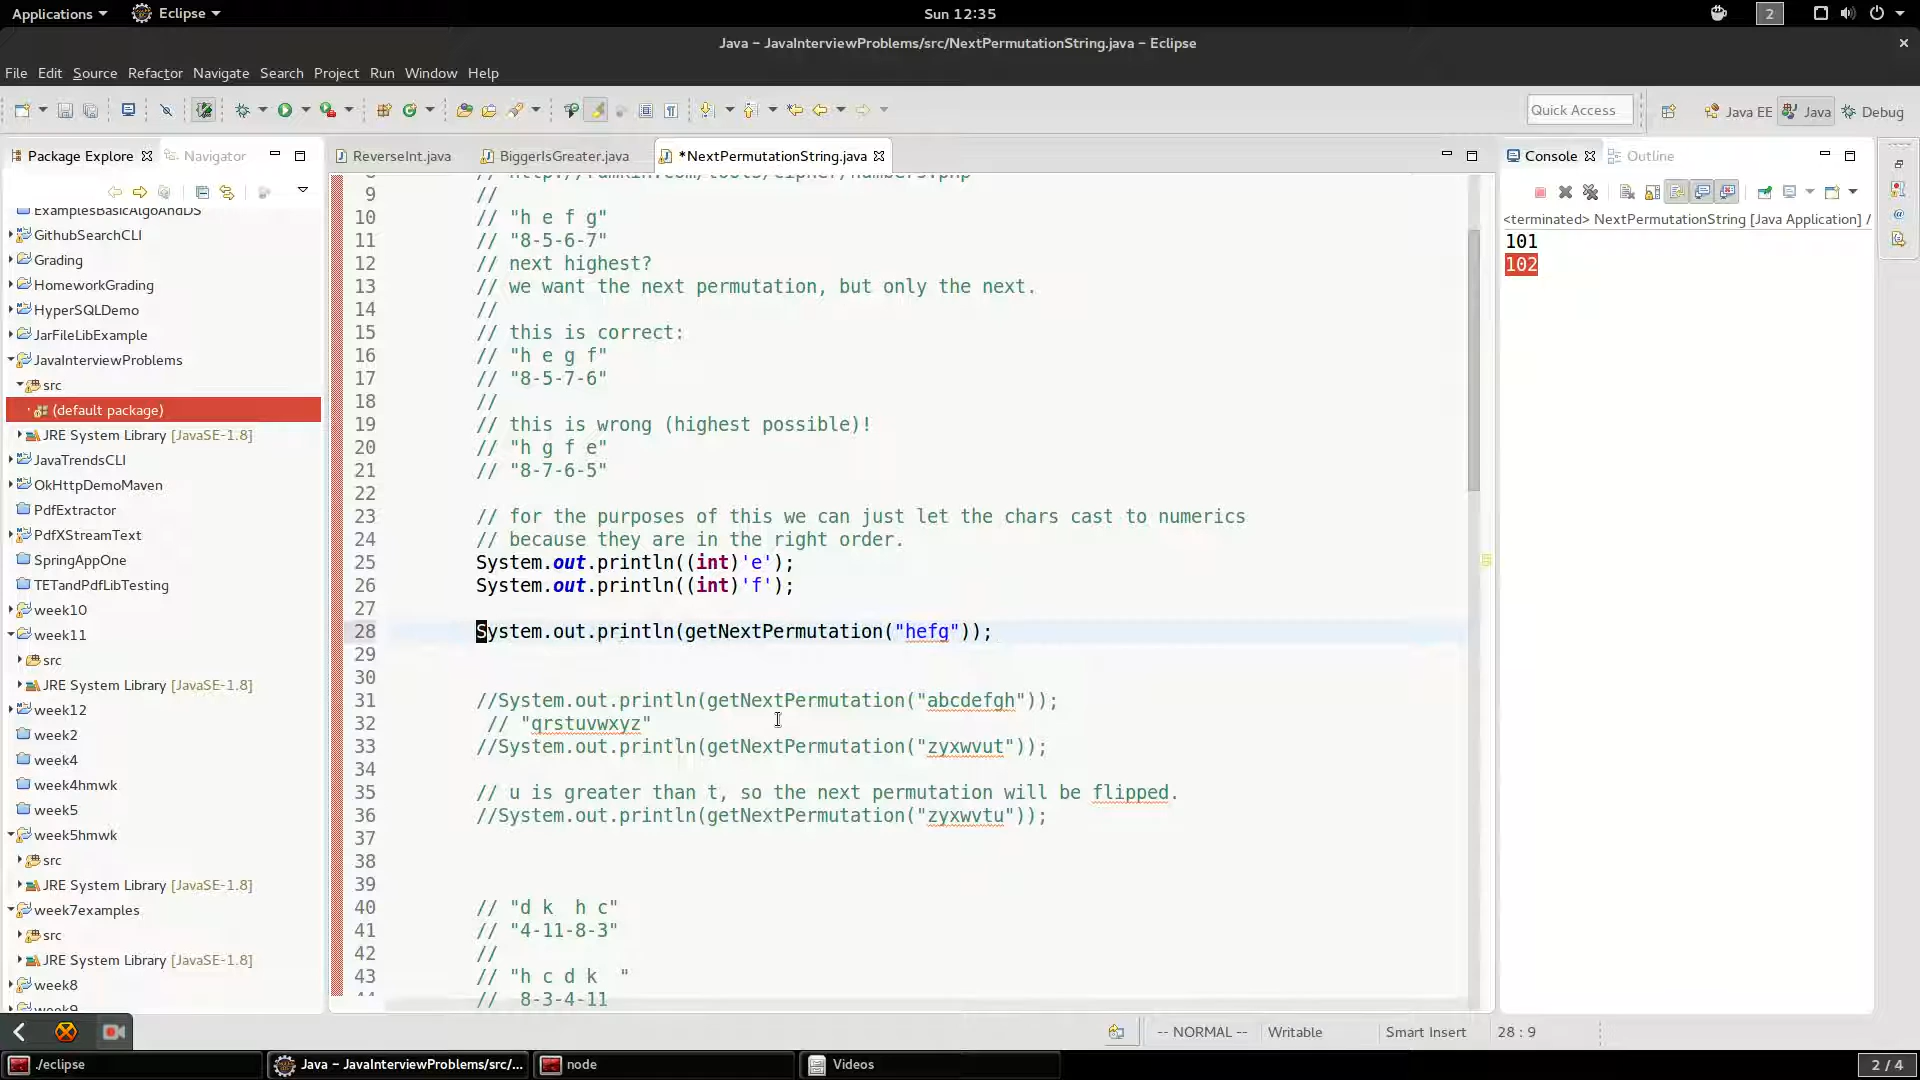 Applications
Eclipse
Sun 12:35
2
Java – JavaInterviewProblems/src/NextPermutationString.java – Eclipse
File Edit Source Refactor Navigate Search Project Run Window Help
Quick Access
Java EE
Java
Debug
Package Explore
Navigator
ReverseInt.java
BiggerIsGreater.java
*NextPermutationString.java
Console
Outline
ExamplesBasicAlgoAndDS
GithubSearchCLI
Grading
HomeworkGrading
HyperSQLDemo
JarFileLibExample
JavaInterviewProblems
src
(default package)
JRE System Library [JavaSE-1.8]
JavaTrendsCLI
OkHttpDemoMaven
PdfExtractor
PdfXStreamText
SpringAppOne
TETandPdfLibTesting
week10
week11
src
JRE System Library [JavaSE-1.8]
week12
week2
week4
week4hmwk
week5
week5hmwk
src
JRE System Library [JavaSE-1.8]
week7examples
src
JRE System Library [JavaSE-1.8]
week8
week9
8 // http://rumkin.com/tools/cipher/numbers.php
9 //
10 // "h e f g"
11 // "8-5-6-7"
12 // next highest?
13 // we want the next permutation, but only the next.
14 //
15 // this is correct:
16 // "h e g f"
17 // "8-5-7-6"
18 //
19 // this is wrong (highest possible)!
20 // "h g f e"
21 // "8-7-6-5"
22
23 // for the purposes of this we can just let the chars cast to numerics
24 // because they are in the right order.
25 System.out.println((int)'e');
26 System.out.println((int)'f');
27
28 System.out.println(getNextPermutation("hefg"));
29
30
31 //System.out.println(getNextPermutation("abcdefgh"));
32 // "qrstuvwxyz"
33 //System.out.println(getNextPermutation("zyxwvut"));
34
35 // u is greater than t, so the next permutation will be flipped.
36 //System.out.println(getNextPermutation("zyxwvtu"));
37
38
39
40 // "d k  h c"
41 // "4-11-8-3"
42 //
43 // "h c d k  "
44 //  8-3-4-11
<terminated> NextPermutationString [Java Application] /
101
102
-- NORMAL --
Writable
Smart Insert
28 : 9
./eclipse
Java – JavaInterviewProblems/src/...
node
Videos
2 / 4